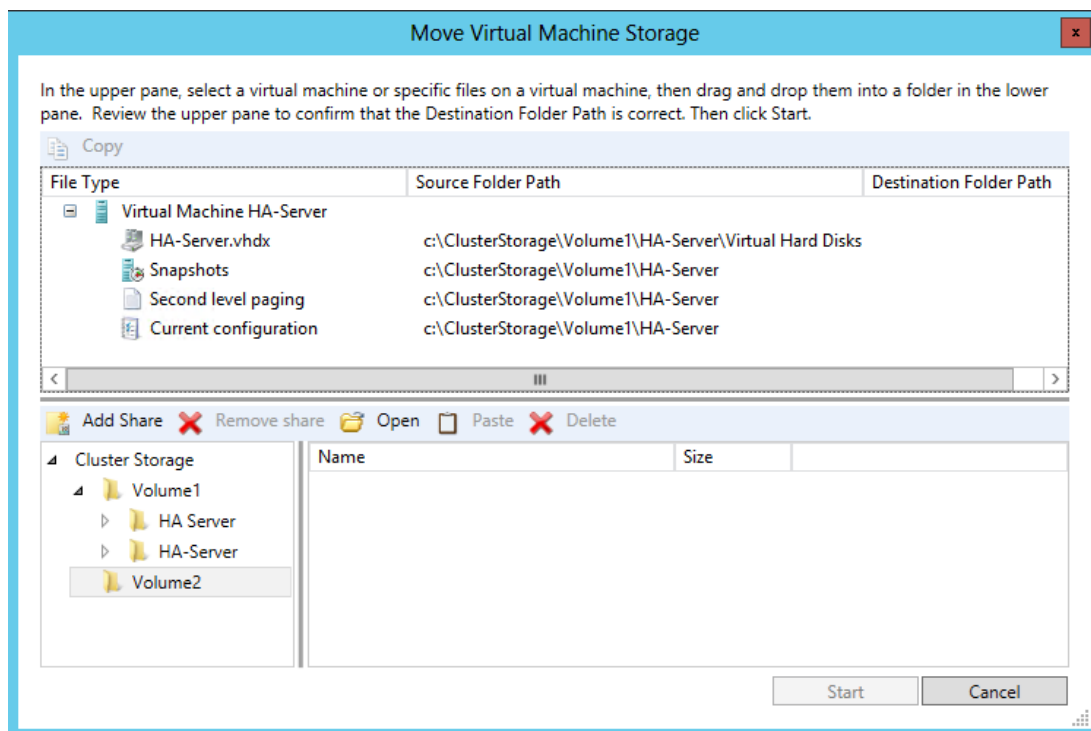 Move Virtual Machine Storage
x
In the upper pane, select a virtual machine or specific files on a virtual machine, then drag and drop them into a folder in the lower
pane. Review the upper pane to confirm that the Destination Folder Path is correct. Then click Start.
Copy
File Type Source Folder Path Destination Folder Path
Virtual Machine HA-Server
HA-Server.vhdx c:\ClusterStorage\Volume1\HA-Server\Virtual Hard Disks
Snapshots c:\ClusterStorage\Volume1\HA-Server
Second level paging c:\ClusterStorage\Volume1\HA-Server
Current configuration c:\ClusterStorage\Volume1\HA-Server
Add Share Remove share Open Paste Delete
Cluster Storage Name Size
Volume1
HA Server
HA-Server
Volume2
Start Cancel